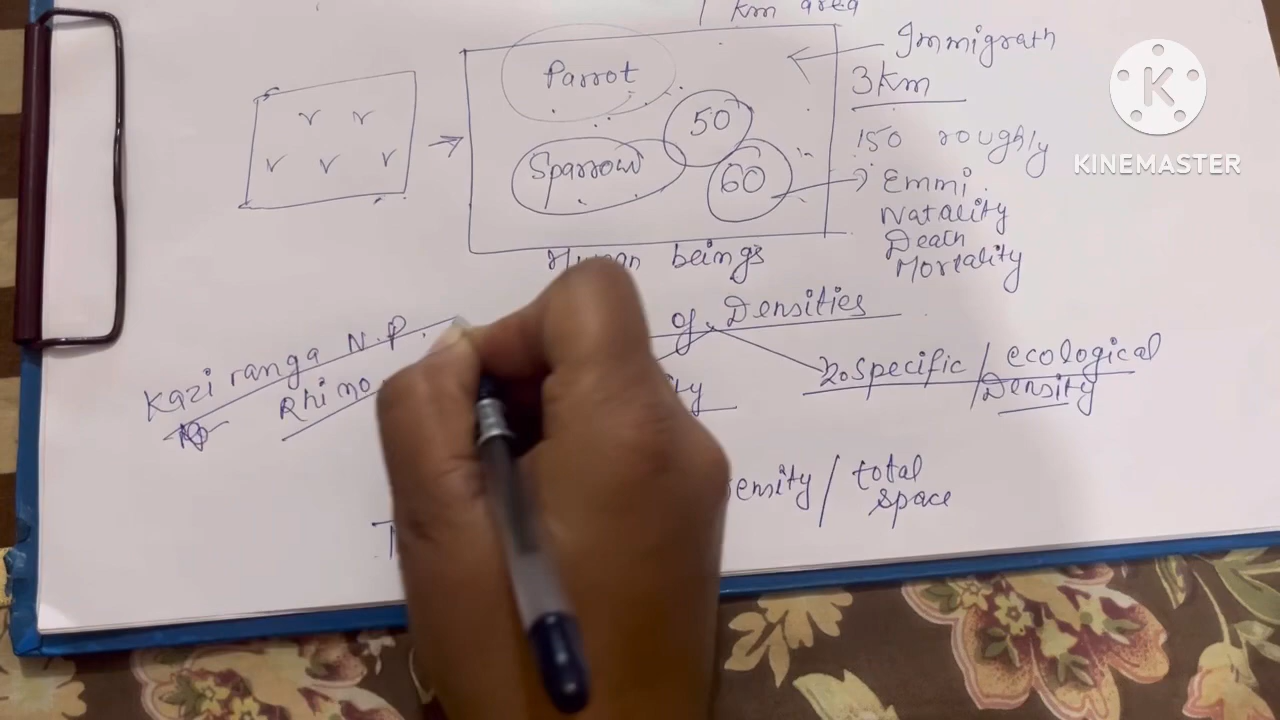 1 km area
Immigrath
Parrot
3km
50
150 roughly
Sparrow
60
Emmi.
Natality
Death
Mortality
Human beings
of Densities
Kaziranga N.P.
Rhino
2. Specific / ecological
Density
total
space
K
KINEMASTER